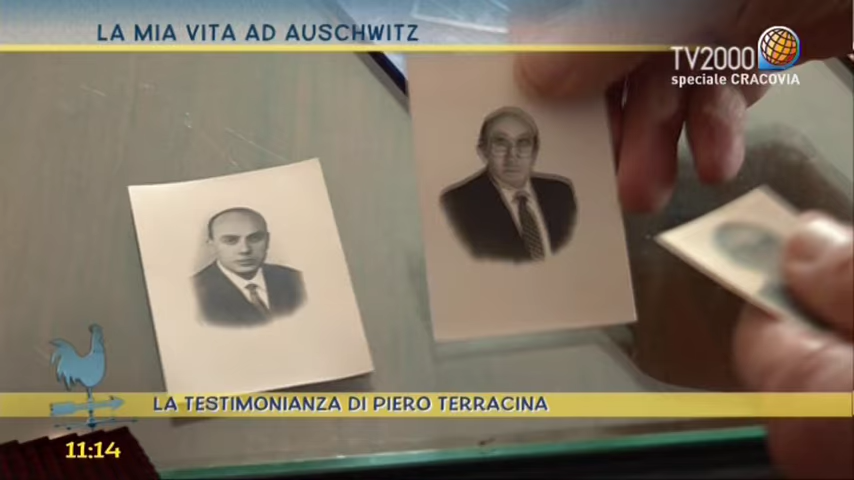 LA MIA VITA AD AUSCHWITZ
TV2000
speciale CRACOVIA
LA TESTIMONIANZA DI PIERO TERRACINA
11:14